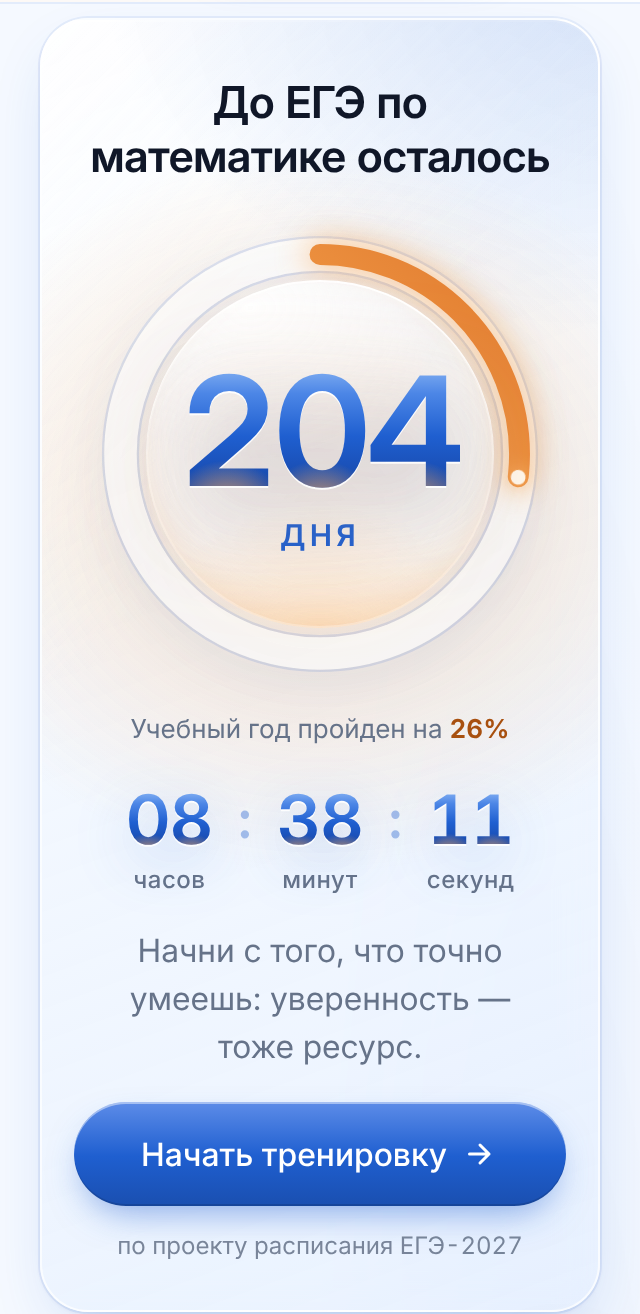 До ЕГЭ по
математике осталось
204
дня
Учебный год пройден на 26%
08 : 38 : 11
часов минут секунд
Начни с того, что точно
умеешь: уверенность —
тоже ресурс.
Начать тренировку →
по проекту расписания ЕГЭ-2027